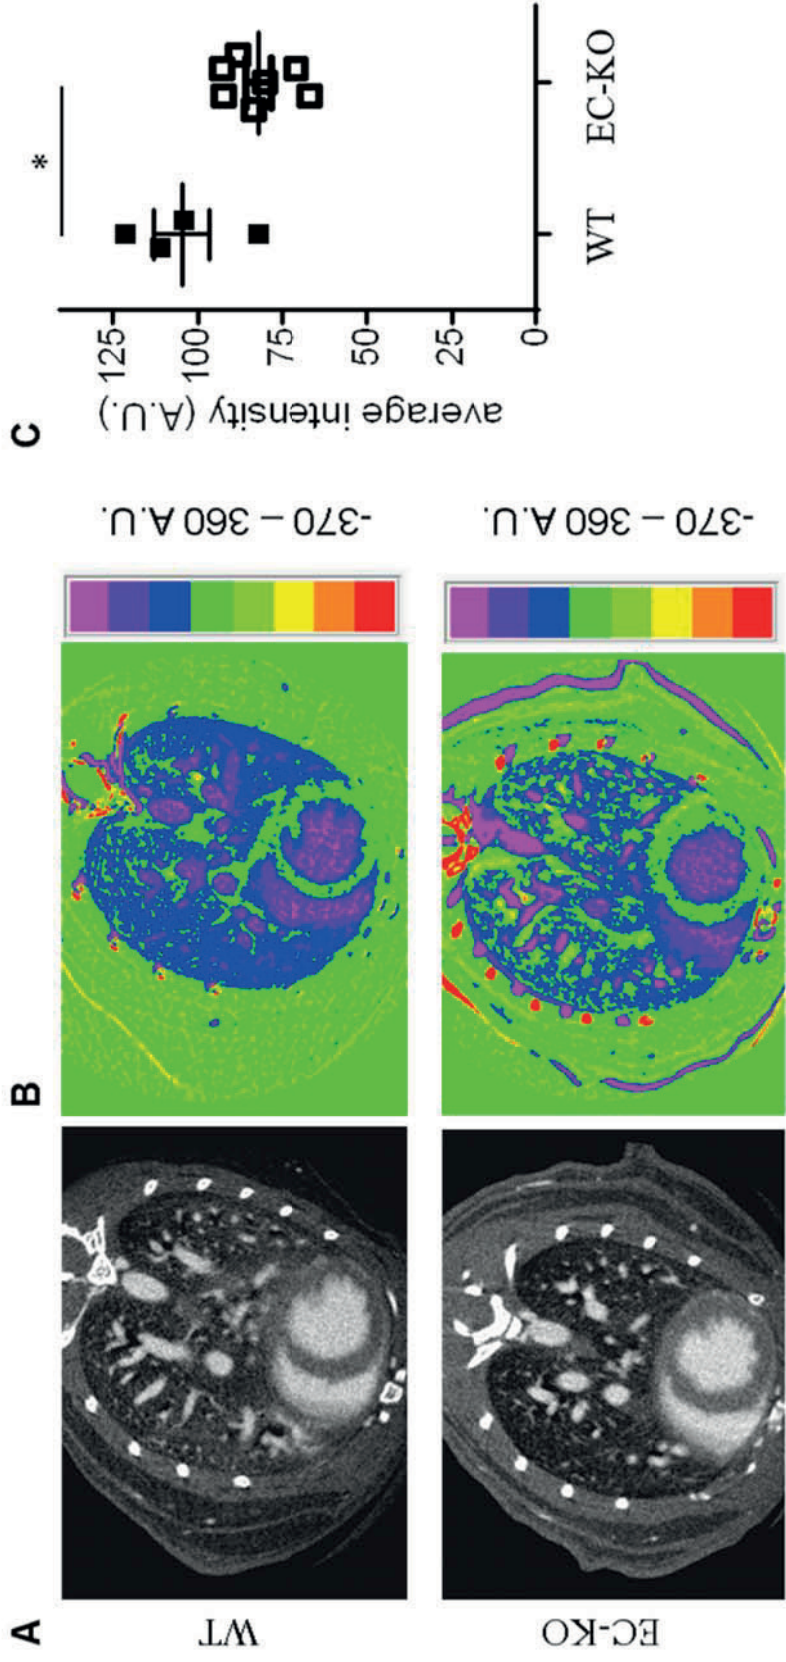 A
WT
EC-KO
B
-370 – 360 A.U.
-370 – 360 A.U.
C
*
average intensity (A.U.)
125
100
75
50
25
0
WT
EC-KO